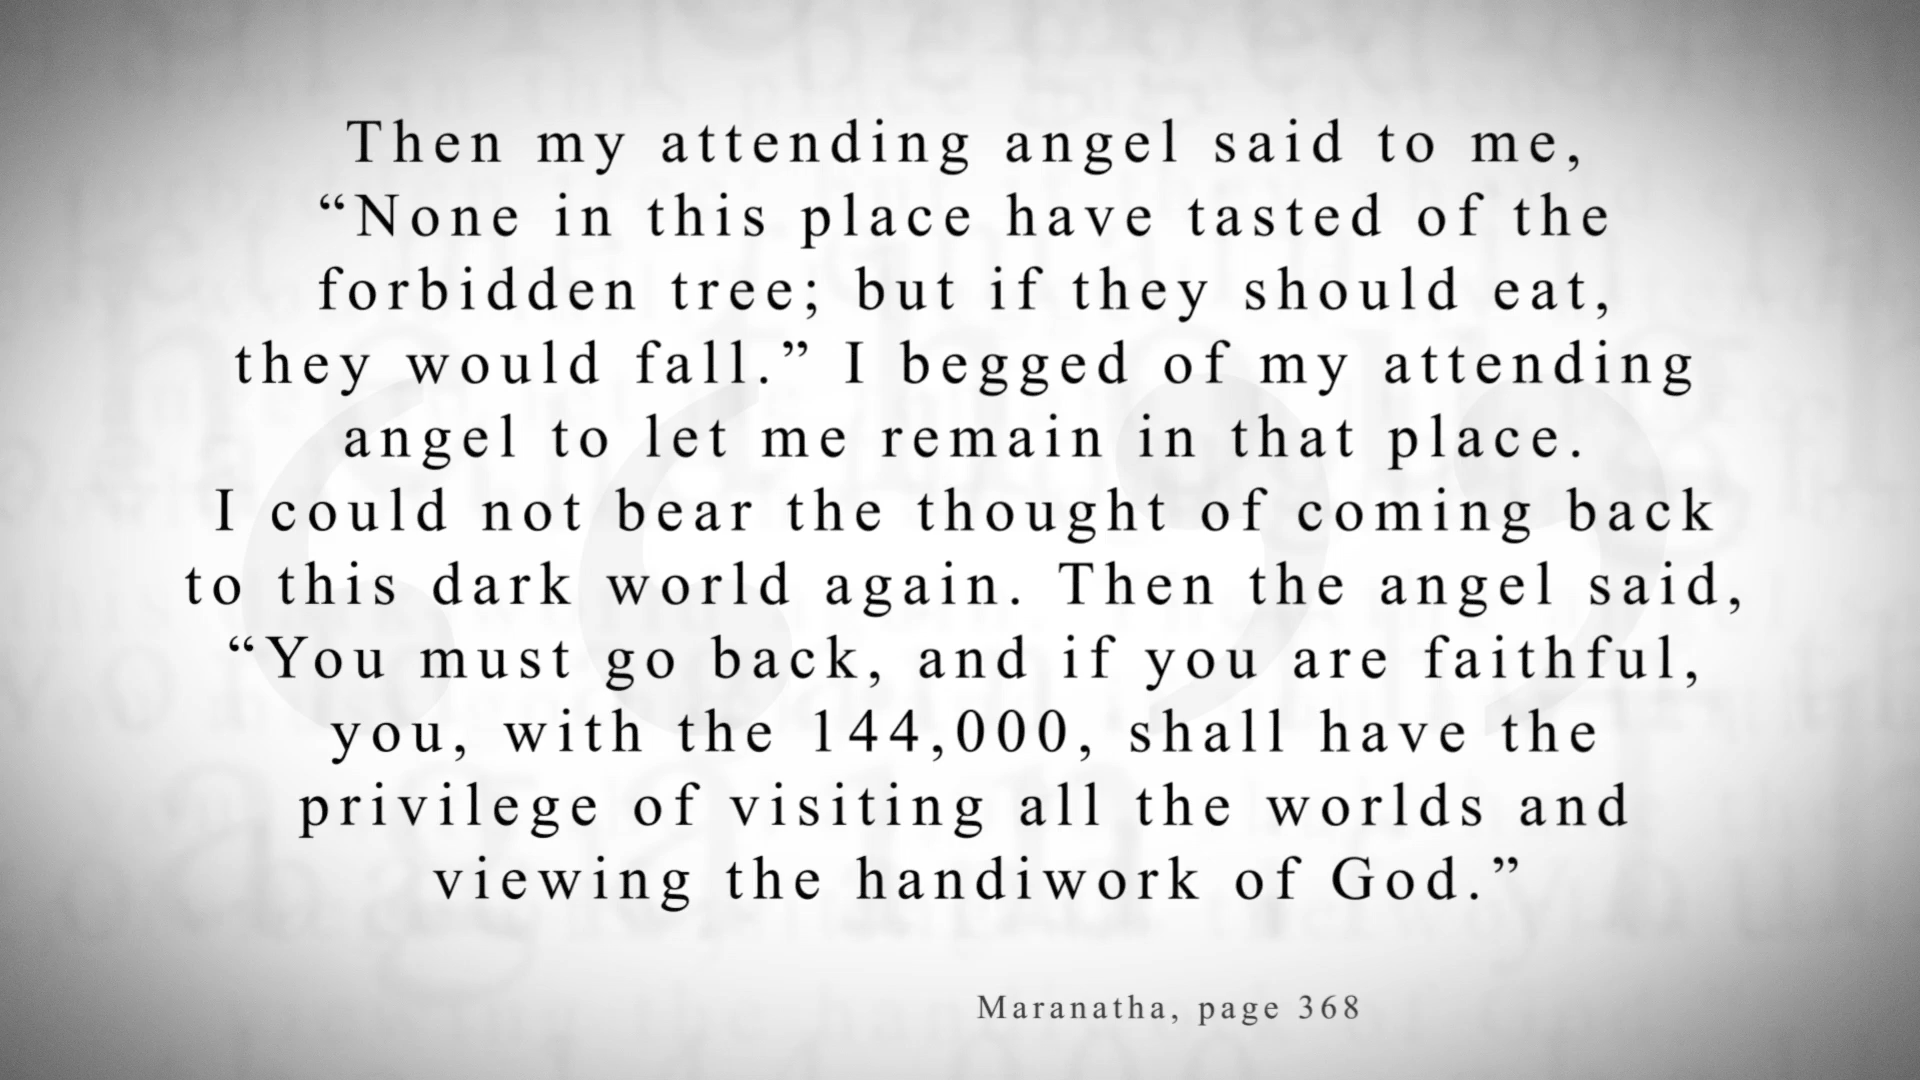 Then my attending angel said to me,
“None in this place have tasted of the
forbidden tree; but if they should eat,
they would fall.” I begged of my attending
angel to let me remain in that place.
I could not bear the thought of coming back
to this dark world again. Then the angel said,
“You must go back, and if you are faithful,
you, with the 144,000, shall have the
privilege of visiting all the worlds and
viewing the handiwork of God.”
Maranatha, page 368